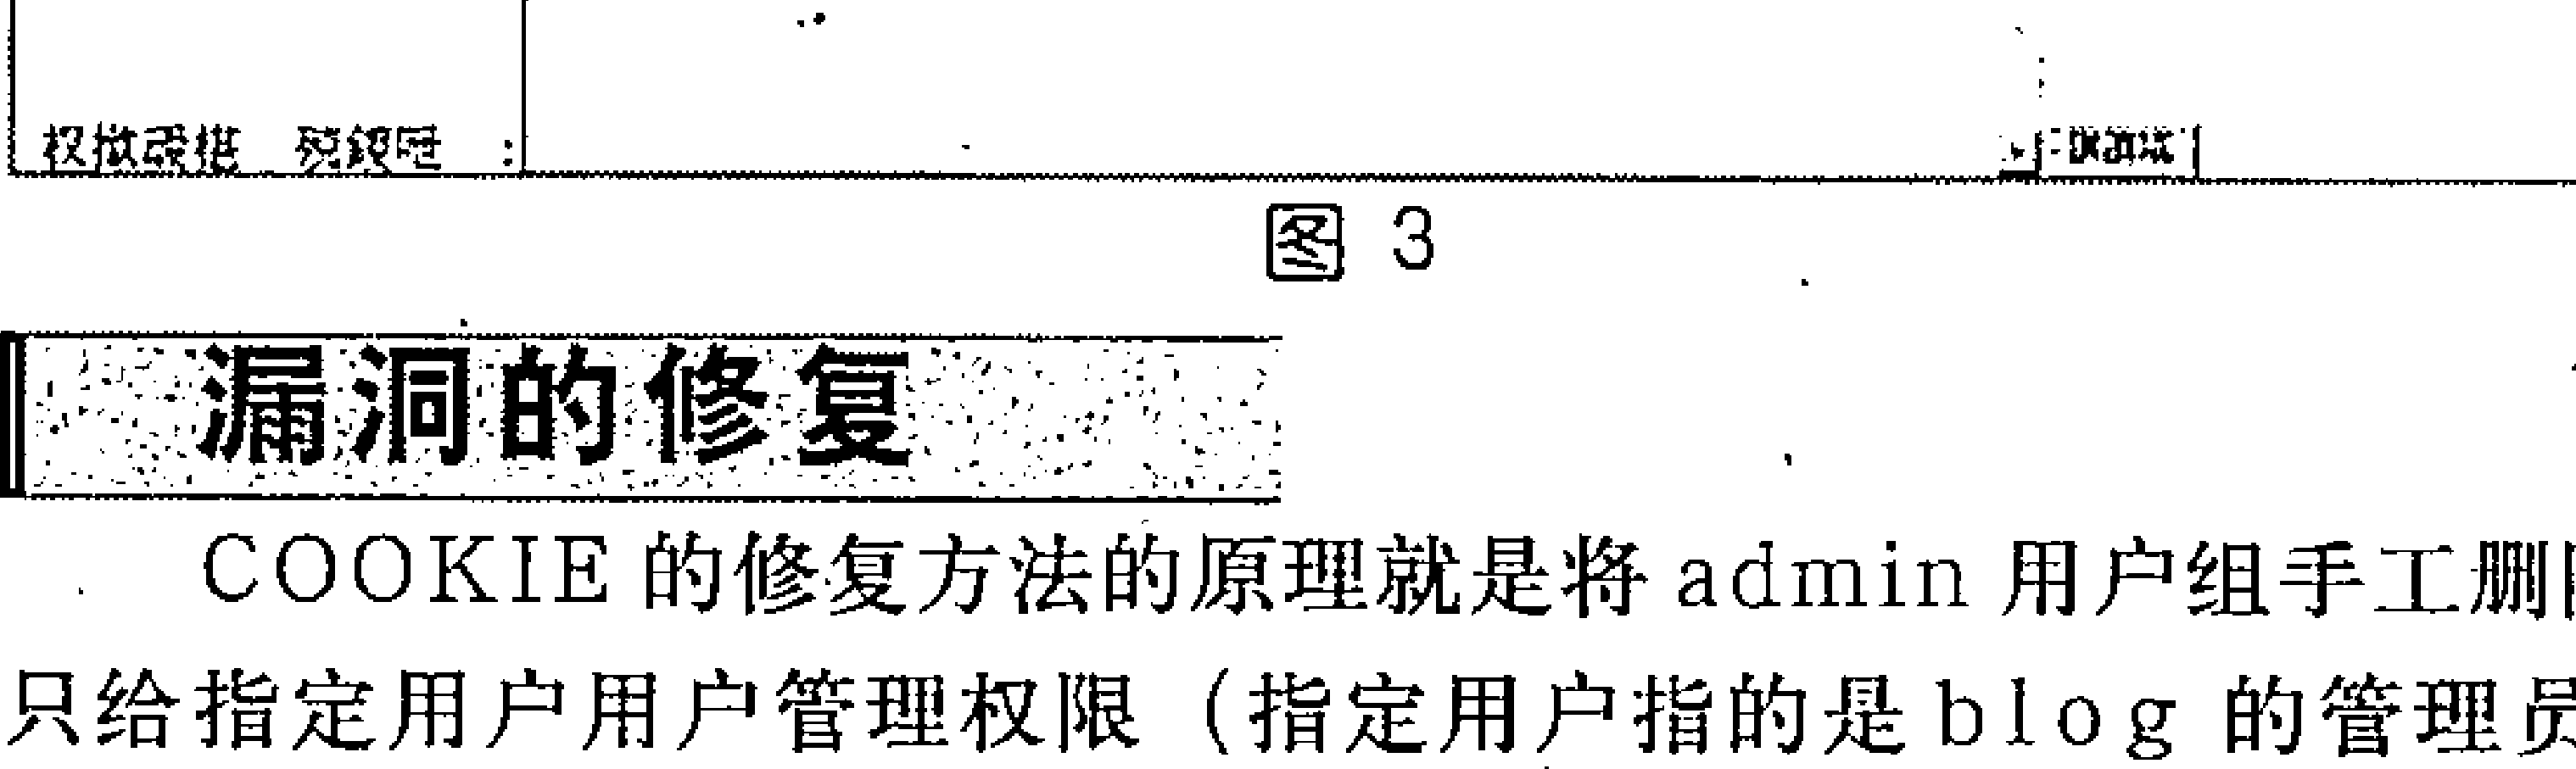 图 3
漏洞的修复
COOKIE 的修复方法的原理就是将 admin 用户组手工删
只给指定用户用户管理权限（指定用户指的是 blog 的管理员